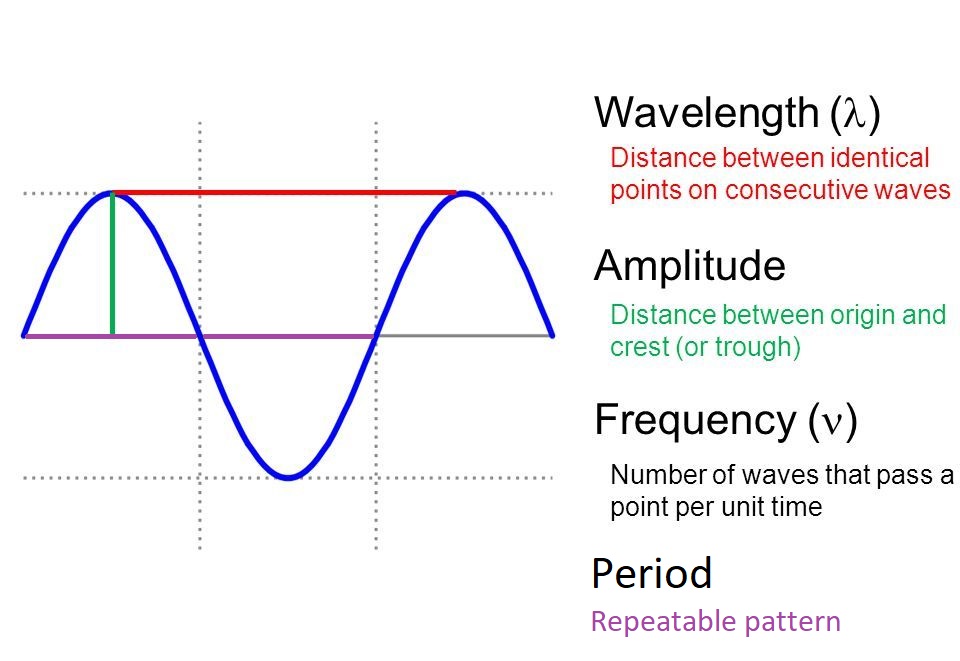 Wavelength (λ)
Distance between identical
points on consecutive waves
Amplitude
Distance between origin and
crest (or trough)
Frequency (ν)
Number of waves that pass a
point per unit time
Period
Repeatable pattern